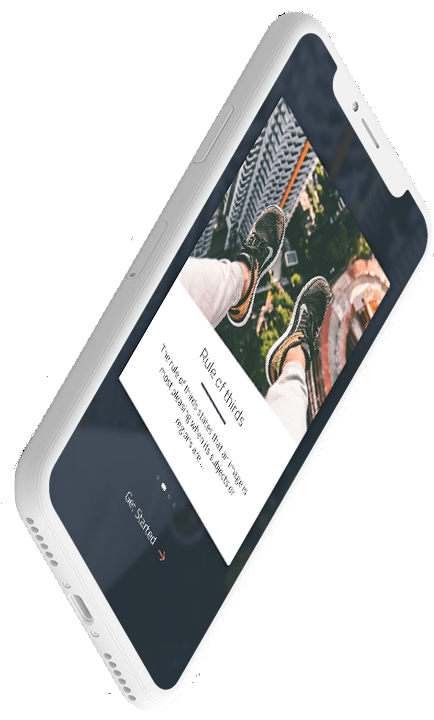 Rule of thirds
The rule of thirds states that an image is
most pleasing when its subjects or
regions are...
Get Started →